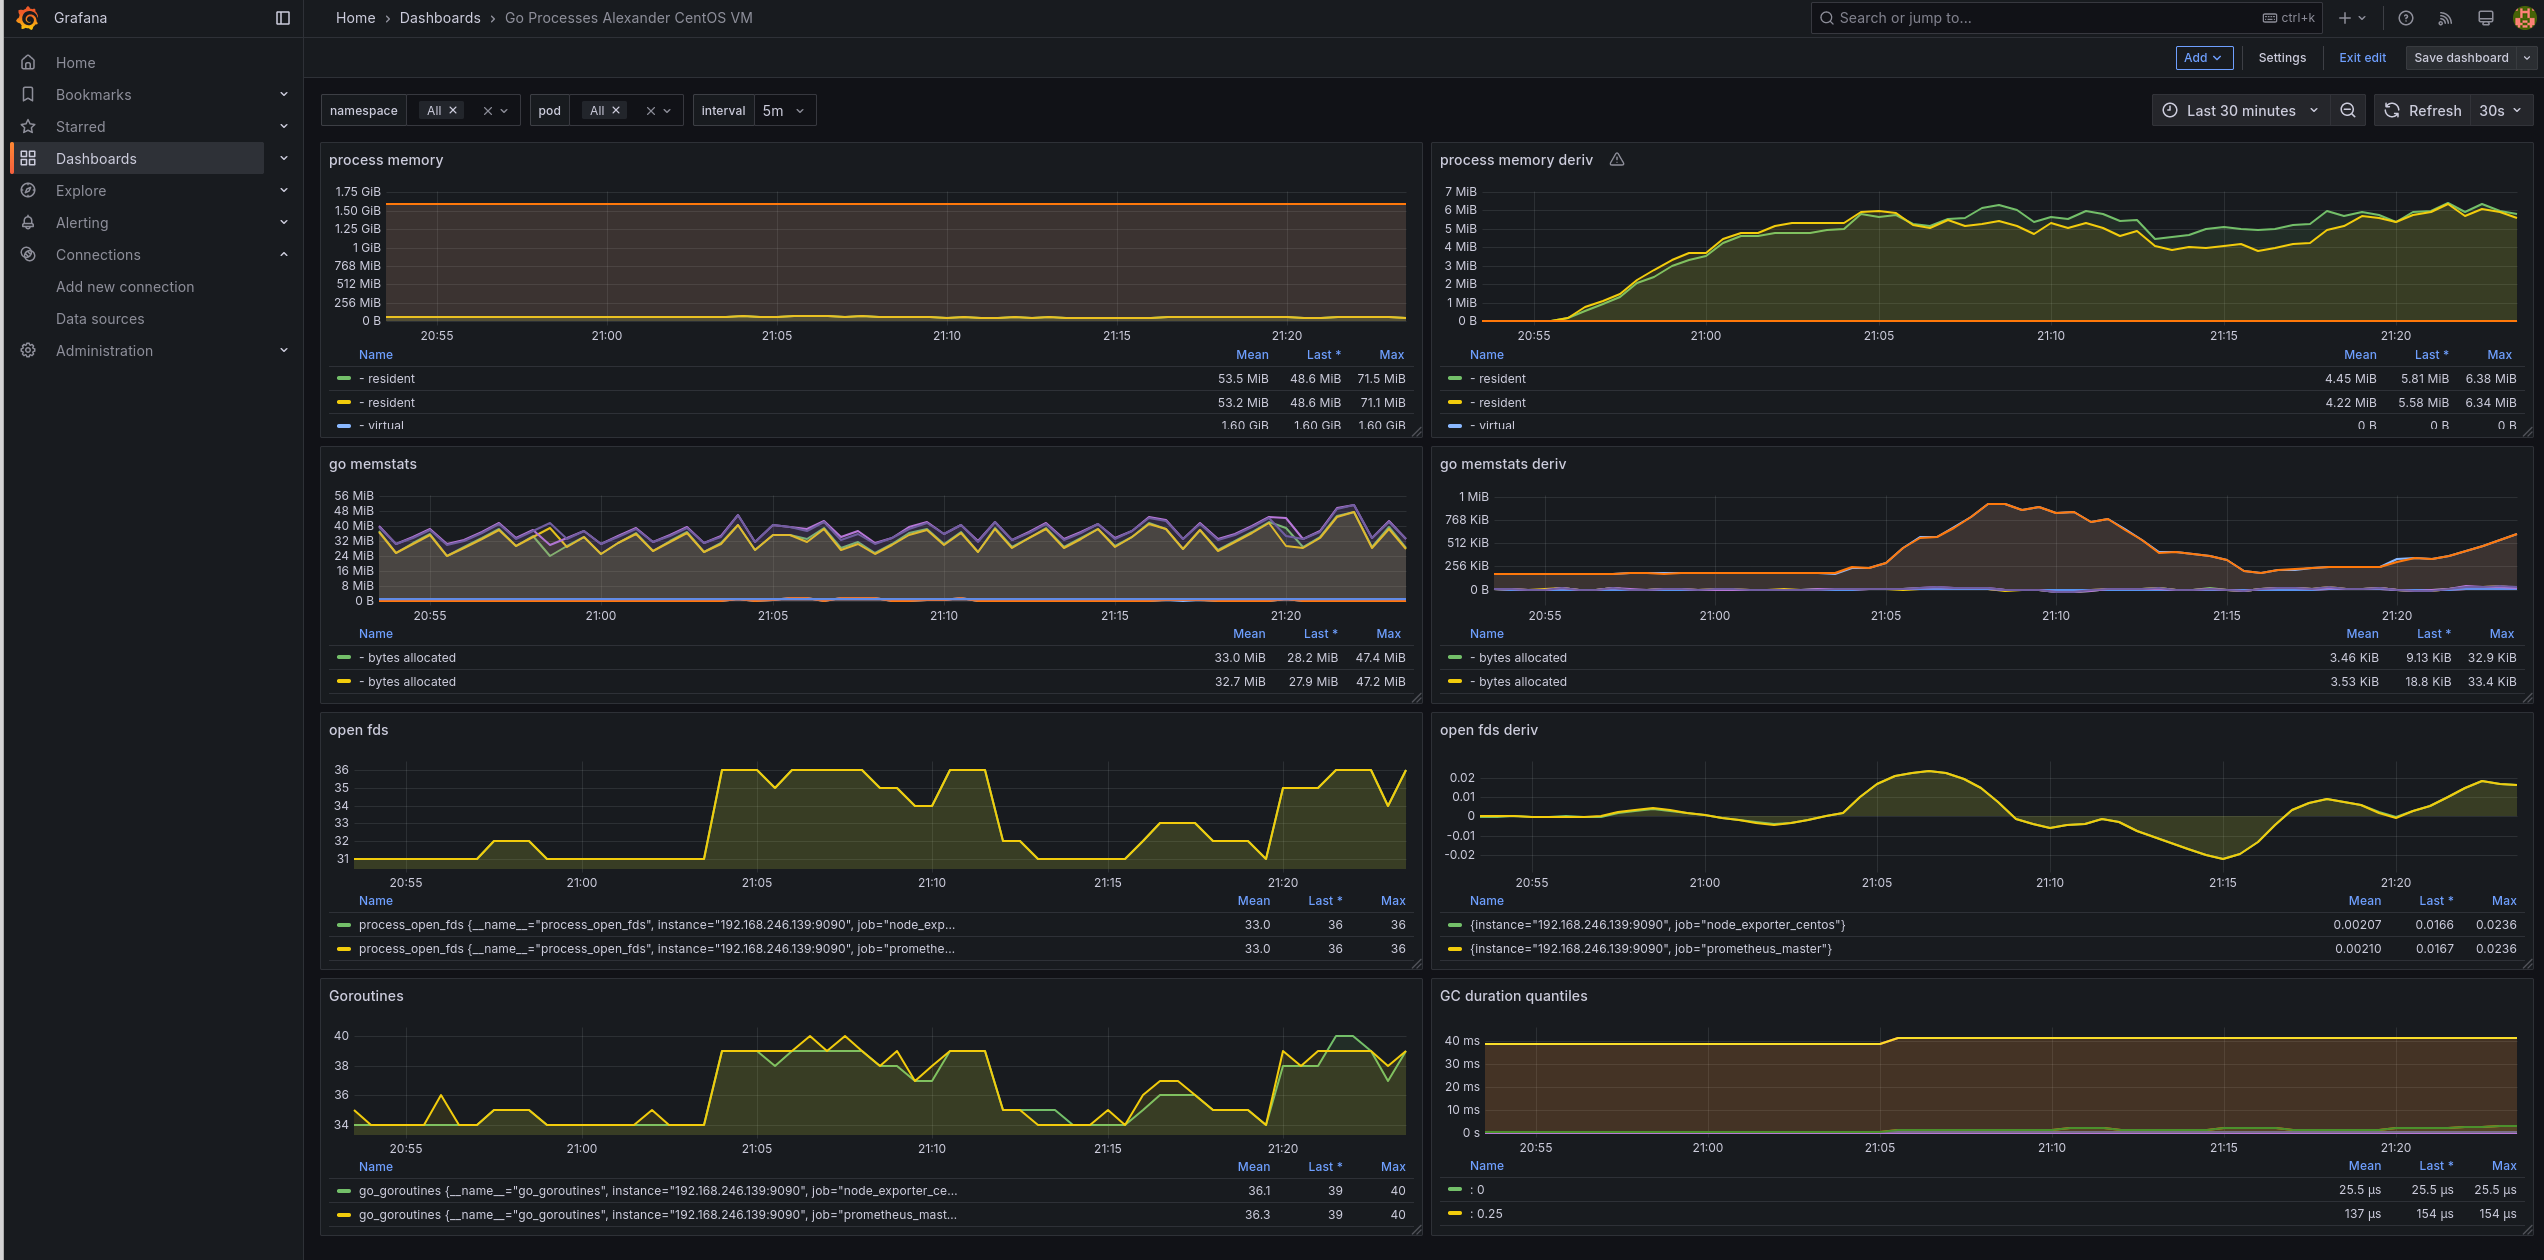 Grafana
Home › Dashboards › Go Processes Alexander CentOS VM
Search or jump to... ctrl+k
Home
Bookmarks
Starred
Dashboards
Explore
Alerting
Connections
Add new connection
Data sources
Administration
Add Settings Exit edit Save dashboard
namespace All pod All interval 5m
Last 30 minutes Refresh 30s
process memory
1.75 GiB
1.50 GiB
1.25 GiB
1 GiB
768 MiB
512 MiB
256 MiB
0 B
20:55 21:00 21:05 21:10 21:15 21:20
Name Mean Last * Max
- resident 53.5 MiB 48.6 MiB 71.5 MiB
- resident 53.2 MiB 48.6 MiB 71.1 MiB
- virtual 1.60 GiB 1.60 GiB 1.60 GiB
process memory deriv
7 MiB
6 MiB
5 MiB
4 MiB
3 MiB
2 MiB
1 MiB
0 B
20:55 21:00 21:05 21:10 21:15 21:20
Name Mean Last * Max
- resident 4.45 MiB 5.81 MiB 6.38 MiB
- resident 4.22 MiB 5.58 MiB 6.34 MiB
- virtual 0 B 0 B 0 B
go memstats
56 MiB
48 MiB
40 MiB
32 MiB
24 MiB
16 MiB
8 MiB
0 B
20:55 21:00 21:05 21:10 21:15 21:20
Name Mean Last * Max
- bytes allocated 33.0 MiB 28.2 MiB 47.4 MiB
- bytes allocated 32.7 MiB 27.9 MiB 47.2 MiB
go memstats deriv
1 MiB
768 KiB
512 KiB
256 KiB
0 B
20:55 21:00 21:05 21:10 21:15 21:20
Name Mean Last * Max
- bytes allocated 3.46 KiB 9.13 KiB 32.9 KiB
- bytes allocated 3.53 KiB 18.8 KiB 33.4 KiB
open fds
36
35
34
33
32
31
20:55 21:00 21:05 21:10 21:15 21:20
Name Mean Last * Max
process_open_fds {__name__="process_open_fds", instance="192.168.246.139:9090", job="node_exp... 33.0 36 36
process_open_fds {__name__="process_open_fds", instance="192.168.246.139:9090", job="promethe... 33.0 36 36
open fds deriv
0.02
0.01
0
-0.01
-0.02
20:55 21:00 21:05 21:10 21:15 21:20
Name Mean Last * Max
{instance="192.168.246.139:9090", job="node_exporter_centos"} 0.00207 0.0166 0.0236
{instance="192.168.246.139:9090", job="prometheus_master"} 0.00210 0.0167 0.0236
Goroutines
40
38
36
34
20:55 21:00 21:05 21:10 21:15 21:20
Name Mean Last * Max
go_goroutines {__name__="go_goroutines", instance="192.168.246.139:9090", job="node_exporter_ce... 36.1 39 40
go_goroutines {__name__="go_goroutines", instance="192.168.246.139:9090", job="prometheus_mast... 36.3 39 40
GC duration quantiles
40 ms
30 ms
20 ms
10 ms
0 s
20:55 21:00 21:05 21:10 21:15 21:20
Name Mean Last * Max
: 0 25.5 µs 25.5 µs 25.5 µs
: 0.25 137 µs 154 µs 154 µs